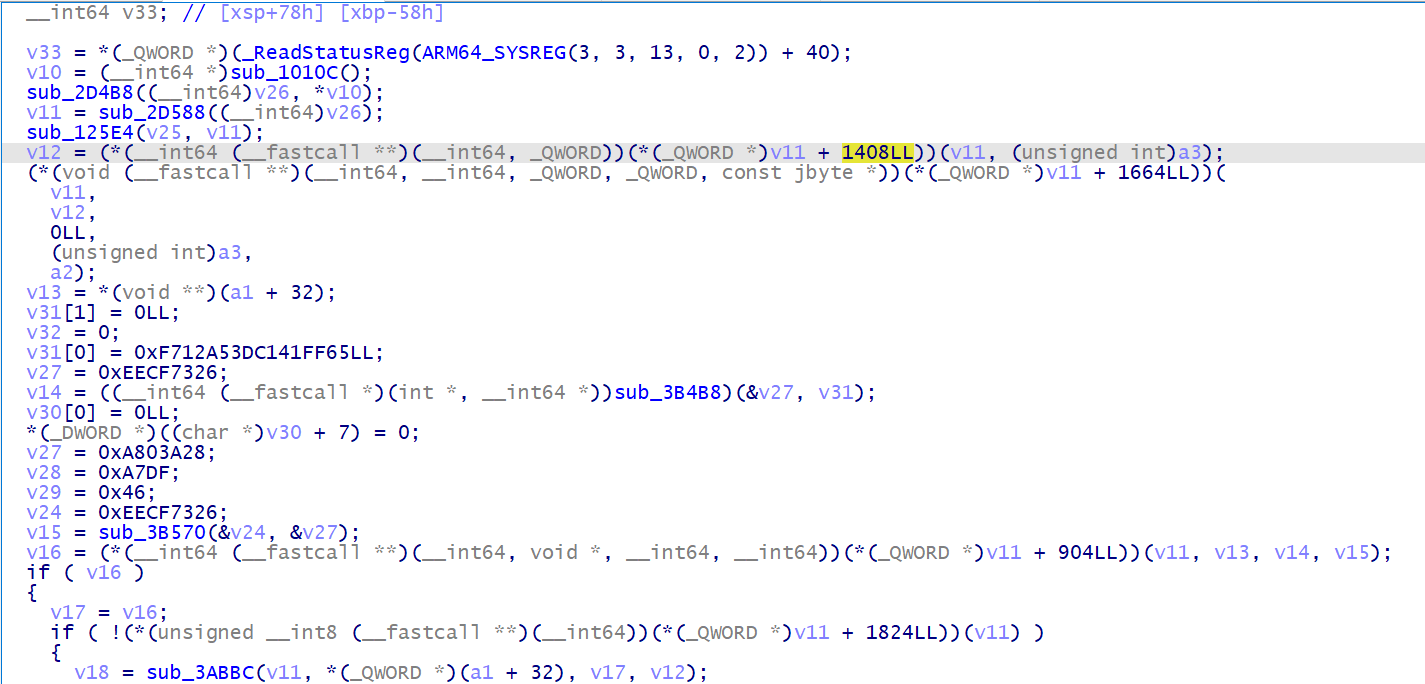 __int64 v33; // [xsp+78h] [xbp-58h]
v33 = *(_QWORD *)(_ReadStatusReg(ARM64_SYSREG(3, 3, 13, 0, 2)) + 40);
v10 = (__int64 *)sub_1010C();
sub_2D4B8((__int64)v26, *v10);
v11 = sub_2D588((__int64)v26);
sub_125E4(v25, v11);
v12 = (*(__int64 (__fastcall **)(__int64, _QWORD))(*(_QWORD *)v11 + 1408LL))(v11, (unsigned int)a3);
(*(void (__fastcall **)(__int64, __int64, _QWORD, _QWORD, const jbyte *))(*(_QWORD *)v11 + 1664LL))(
v11,
v12,
0LL,
(unsigned int)a3,
a2);
v13 = *(void **)(a1 + 32);
v31[1] = 0LL;
v32 = 0;
v31[0] = 0xF712A53DC141FF65LL;
v27 = 0xEECF7326;
v14 = ((__int64 (__fastcall *)(int *, __int64 *))sub_3B4B8)(&v27, v31);
v30[0] = 0LL;
*(_DWORD *)((char *)v30 + 7) = 0;
v27 = 0xA803A28;
v28 = 0xA7DF;
v29 = 0x46;
v24 = 0xEECF7326;
v15 = sub_3B570(&v24, &v27);
v16 = (*(__int64 (__fastcall **)(__int64, void *, __int64, __int64))(*(_QWORD *)v11 + 904LL))(v11, v13, v14, v15);
if ( v16 )
{
v17 = v16;
if ( !(*(unsigned __int8 (__fastcall **)(__int64))(*(_QWORD *)v11 + 1824LL))(v11) )
{
v18 = sub_3ABBC(v11, *(_QWORD *)(a1 + 32), v17, v12);